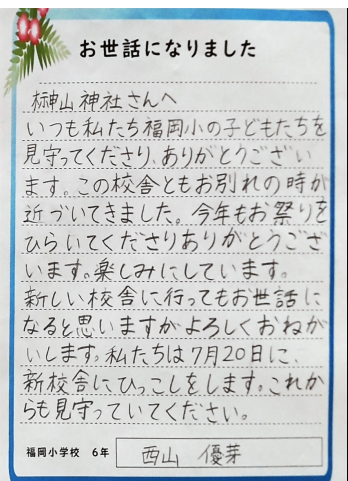 お世話になりました
榊山神社さんへ
いつも私たち福岡小の子どもたちを
見守ってくださり、ありがとうござい
ます。この校舎ともお別れの時が
近づいてきました。今年もお祭りを
ひらいてくださりありがとうござ
います。楽しみにしています。
新しい校舎に行ってもお世話に
なると思いますがよろしくおねが
いします。私たちは7月20日に、
新校舎にひっこしをします。これか
らも見守っていてください。
福岡小学校 6年 西山 優芽